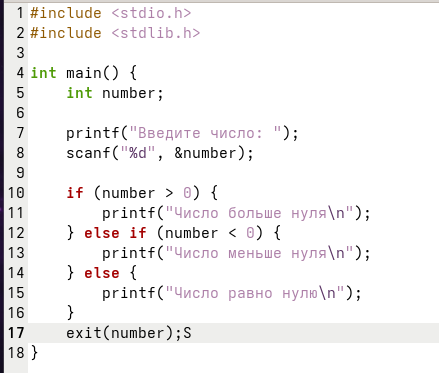 1 #include <stdio.h>
2 #include <stdlib.h>
3
4 int main() {
5     int number;
6
7     printf("Введите число: ");
8     scanf("%d", &number);
9
10     if (number > 0) {
11         printf("Число больше нуля\n");
12     } else if (number < 0) {
13         printf("Число меньше нуля\n");
14     } else {
15         printf("Число равно нулю\n");
16     }
17     exit(number);S
18 }